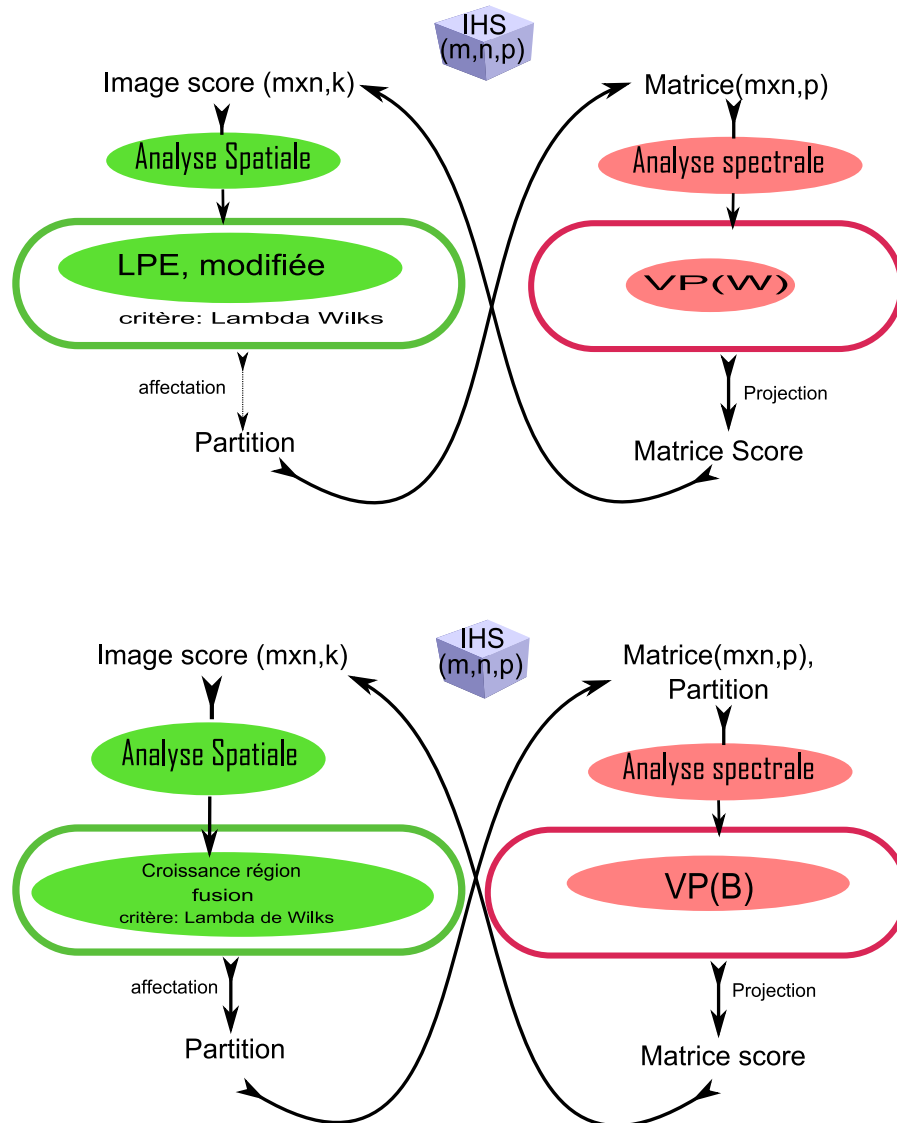 IHS
(m,n,p)
Image score (mxn,k)
Matrice(mxn,p)
Analyse Spatiale
Analyse spectrale
LPE, modifiée
critère: Lambda Wilks
VP(W)
affectation
Projection
Partition
Matrice Score
IHS
(m,n,p)
Image score (mxn,k)
Matrice(mxn,p),
Partition
Analyse Spatiale
Analyse spectrale
Croissance région
fusion
critère: Lambda de Wilks
VP(B)
affectation
Projection
Partition
Matrice score